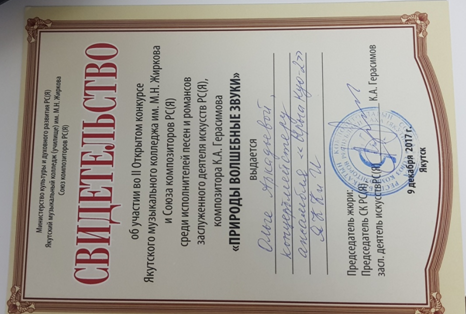 Министерство культуры и духовного развития РС(Я)
Якутский музыкальный колледж (училище) им. М.Н. Жиркова
Союз композиторов РС(Я)
СВИДЕТЕЛЬСТВО
об участии во II Открытом конкурсе
Якутского музыкального колледжа им. М.Н. Жиркова
и Союза композиторов РС(Я)
среди исполнителей песен и романсов
заслуженного деятеля искусств РС(Я),
композитора К.А. Герасимова
«ПРИРОДЫ ВОЛШЕБНЫЕ ЗВУКИ»
выдается
Ольге
концертмейстеру
ансамбля
Председатель жюри,
Председатель СК РС(Я),
засл. деятель искусств РС(Я) К.А. Герасимов
9 декабря 2017 г.
Якутск